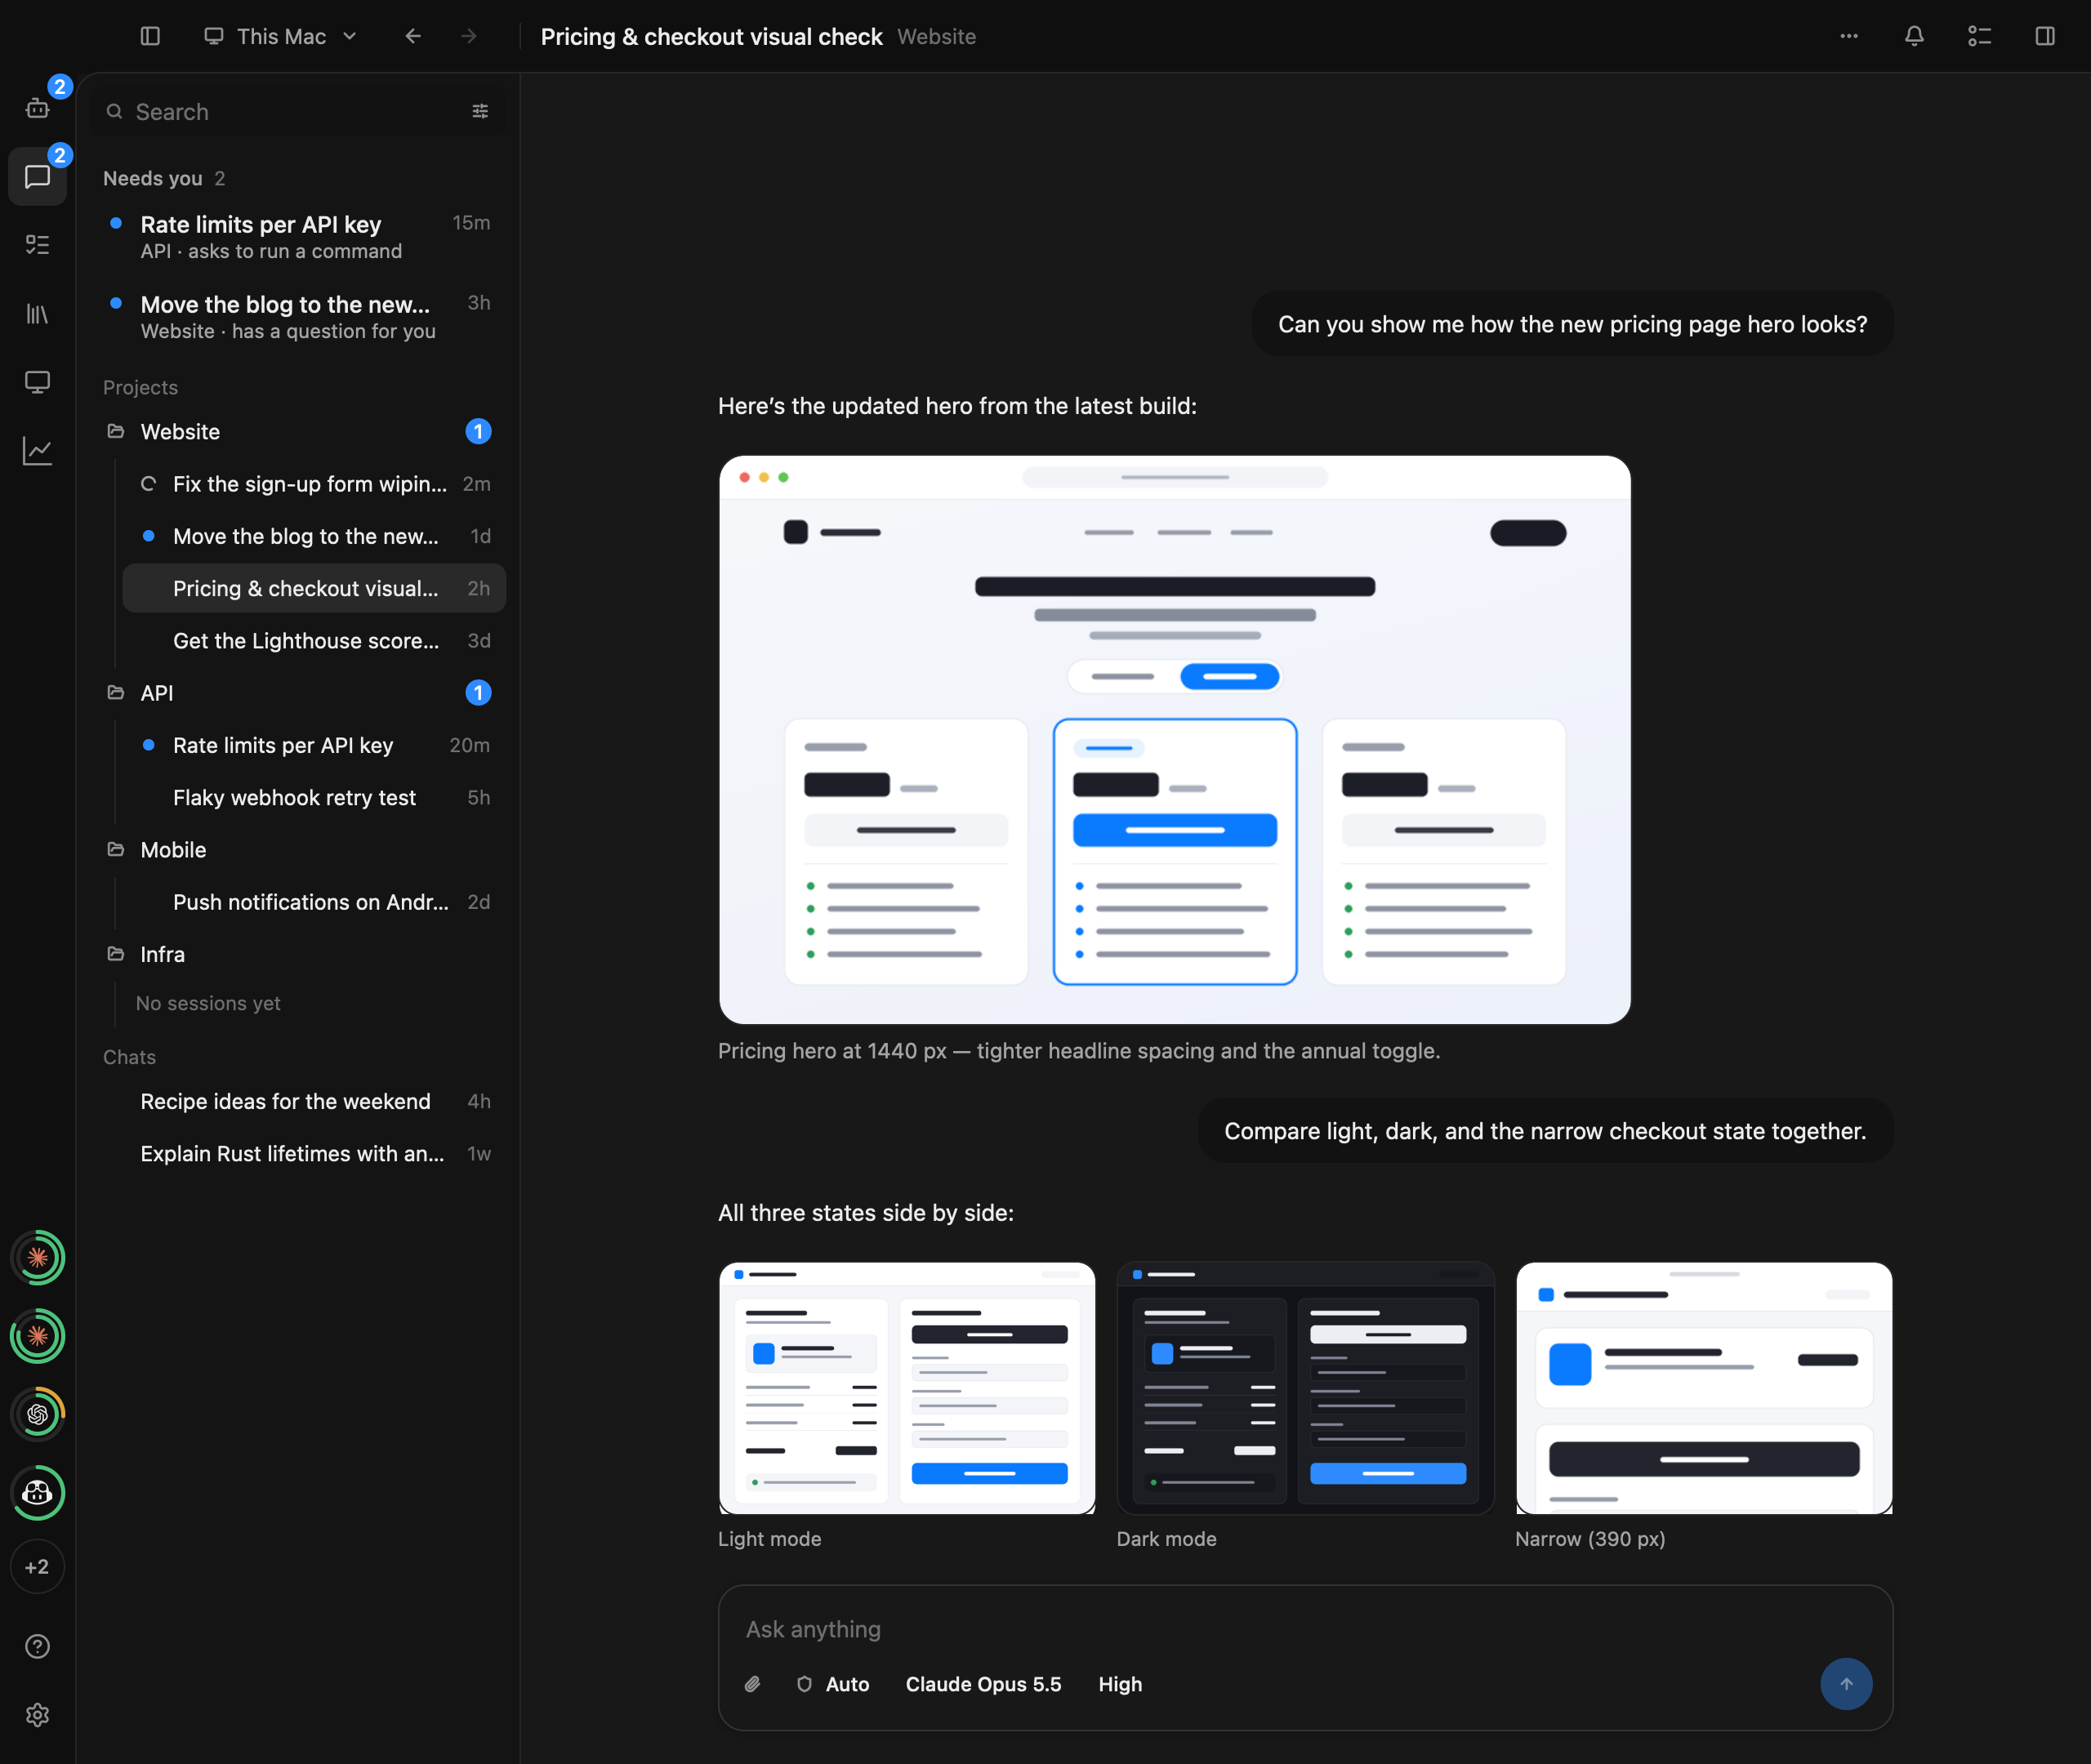 This Mac
Pricing & checkout visual check Website
2
2
Search
Needs you 2
Rate limits per API key 15m
API · asks to run a command
Move the blog to the new... 3h
Website · has a question for you
Projects
Website 1
Fix the sign-up form wipin... 2m
Move the blog to the new... 1d
Pricing & checkout visual... 2h
Get the Lighthouse score... 3d
API 1
Rate limits per API key 20m
Flaky webhook retry test 5h
Mobile
Push notifications on Andr... 2d
Infra
No sessions yet
Chats
Recipe ideas for the weekend 4h
Explain Rust lifetimes with an... 1w
+2
Can you show me how the new pricing page hero looks?
Here’s the updated hero from the latest build:
Pricing hero at 1440 px — tighter headline spacing and the annual toggle.
Compare light, dark, and the narrow checkout state together.
All three states side by side:
Light mode
Dark mode
Narrow (390 px)
Ask anything
Auto Claude Opus 5.5 High